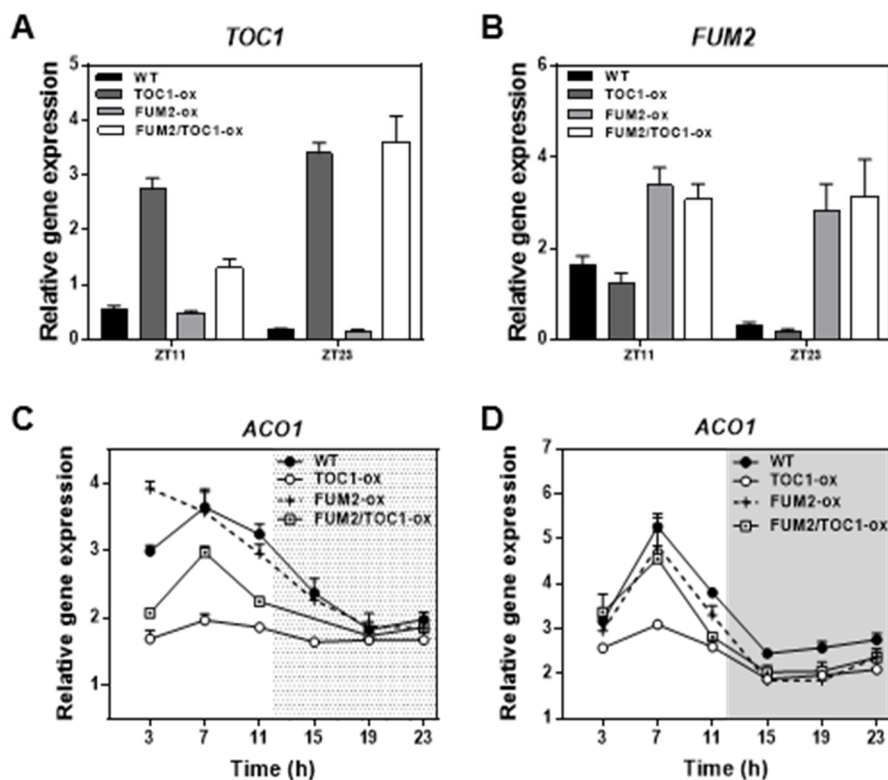 A
TOC1
Relative gene expression
5
4
3
2
1
0
WT
TOC1-ox
FUM2-ox
FUM2/TOC1-ox
ZT11
ZT23
B
FUM2
Relative gene expression
6
4
2
0
WT
TOC1-ox
FUM2-ox
FUM2/TOC1-ox
ZT11
ZT23
C
ACO1
Relative gene expression
4
3
2
1
WT
TOC1-ox
FUM2-ox
FUM2/TOC1-ox
3 7 11 15 19 23
Time (h)
D
ACO1
Relative gene expression
7
6
5
4
3
2
1
WT
TOC1-ox
FUM2-ox
FUM2/TOC1-ox
3 7 11 15 19 23
Time (h)